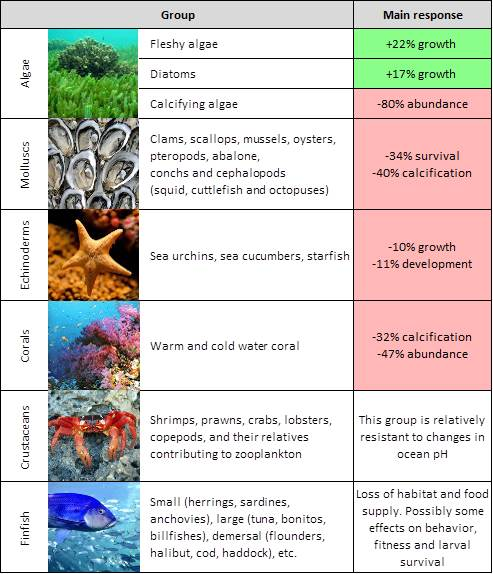 Group
Main response
Algae
Fleshy algae
+22% growth
Diatoms
+17% growth
Calcifying algae
-80% abundance
Molluscs
Clams, scallops, mussels, oysters,
pteropods, abalone,
conchs and cephalopods
(squid, cuttlefish and octopuses)
-34% survival
-40% calcification
Echinoderms
Sea urchins, sea cucumbers, starfish
-10% growth
-11% development
Corals
Warm and cold water coral
-32% calcification
-47% abundance
Crustaceans
Shrimps, prawns, crabs, lobsters,
copepods, and their relatives
contributing to zooplankton
This group is relatively
resistant to changes in
ocean pH
Finfish
Small (herrings, sardines,
anchovies), large (tuna, bonitos,
billfishes), demersal (flounders,
halibut, cod, haddock), etc.
Loss of habitat and food
supply. Possibly some
effects on behavior,
fitness and larval
survival